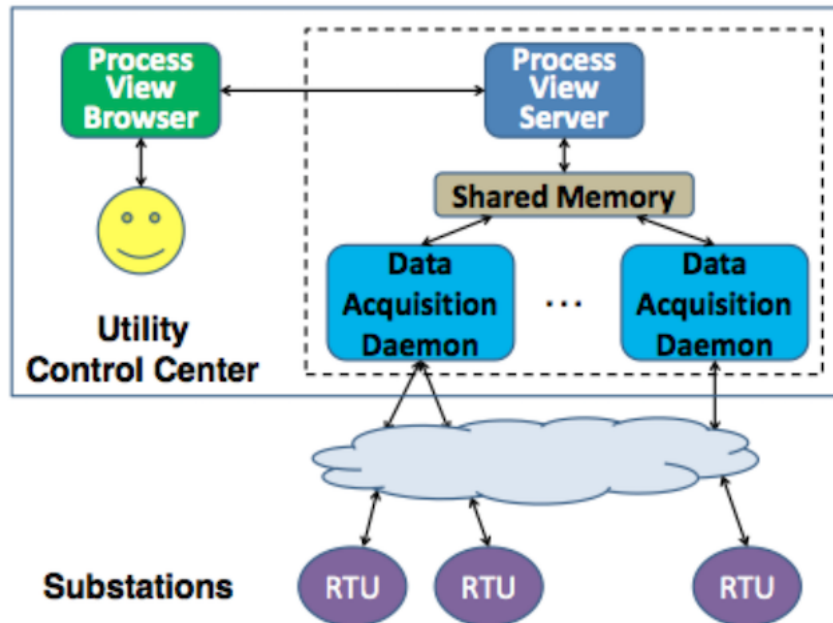 Process
View
Browser
Process
View
Server
Shared Memory
Data
Acquisition
Daemon
...
Data
Acquisition
Daemon
Utility
Control Center
Substations
RTU
RTU
RTU